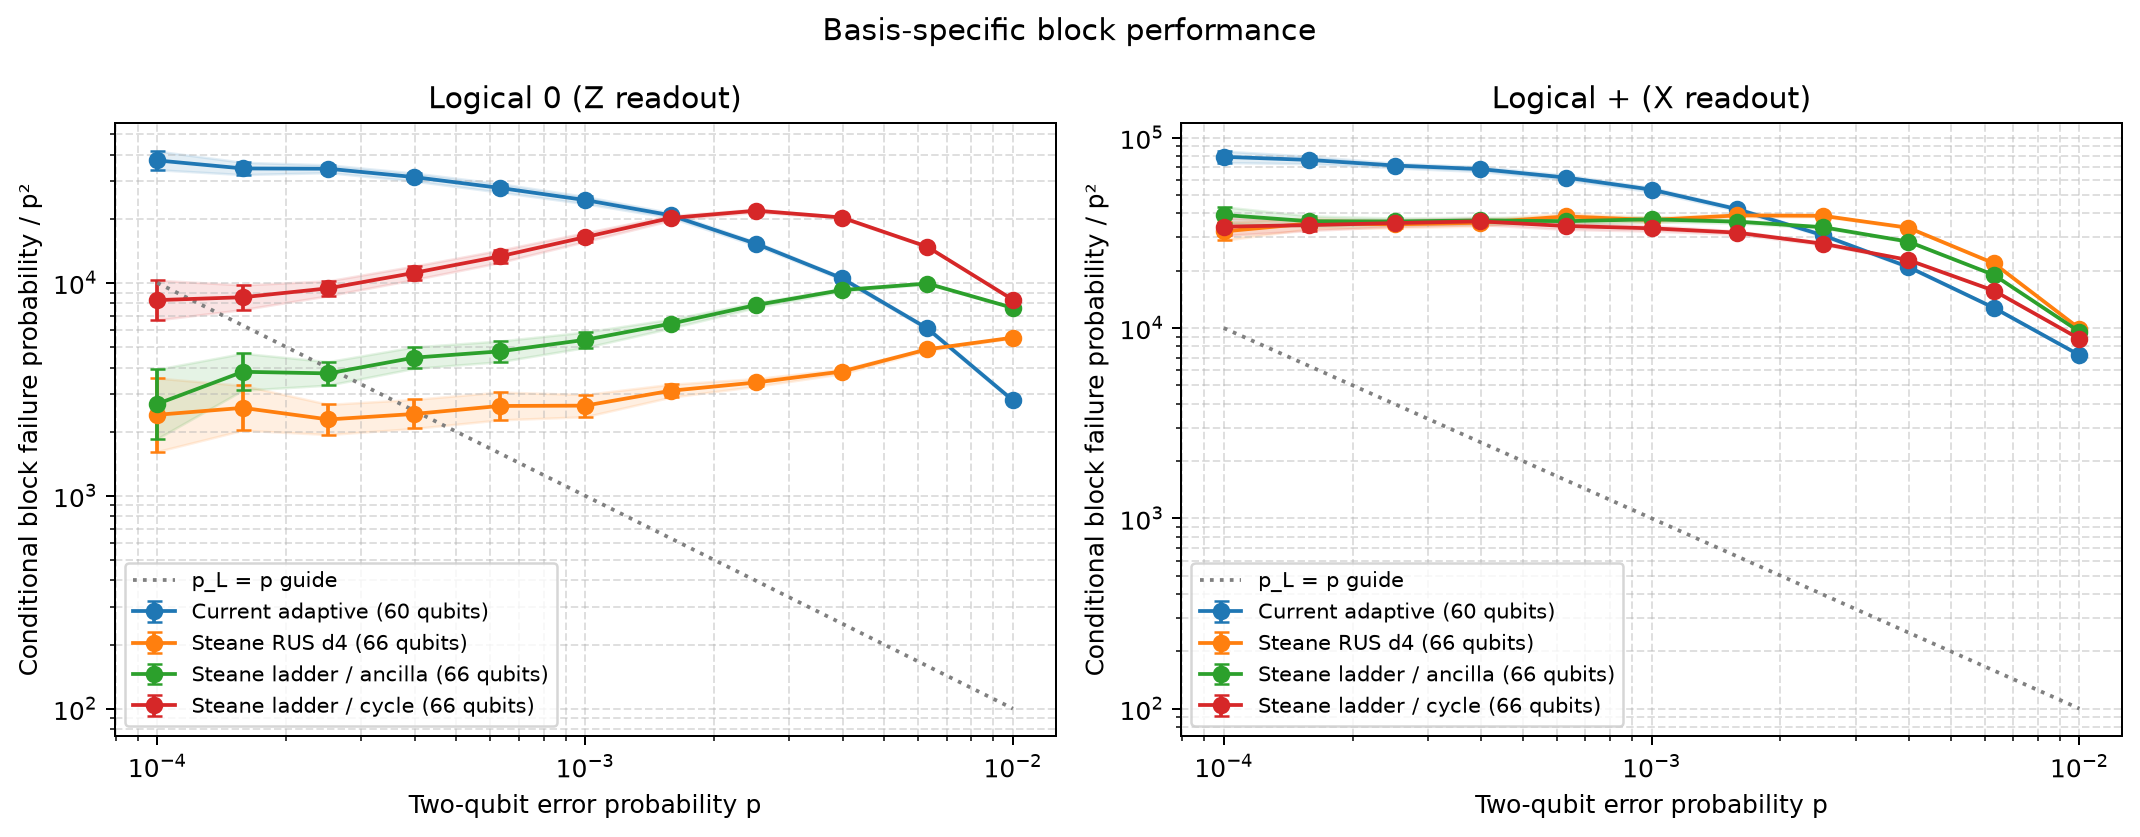 Basis-specific block performance
Logical 0 (Z readout)
Conditional block failure probability / p²
10⁴
10³
10²
p_L = p guide
Current adaptive (60 qubits)
Steane RUS d4 (66 qubits)
Steane ladder / ancilla (66 qubits)
Steane ladder / cycle (66 qubits)
10⁻⁴
10⁻³
10⁻²
Two-qubit error probability p
Logical + (X readout)
Conditional block failure probability / p²
10⁵
10⁴
10³
10²
p_L = p guide
Current adaptive (60 qubits)
Steane RUS d4 (66 qubits)
Steane ladder / ancilla (66 qubits)
Steane ladder / cycle (66 qubits)
10⁻⁴
10⁻³
10⁻²
Two-qubit error probability p